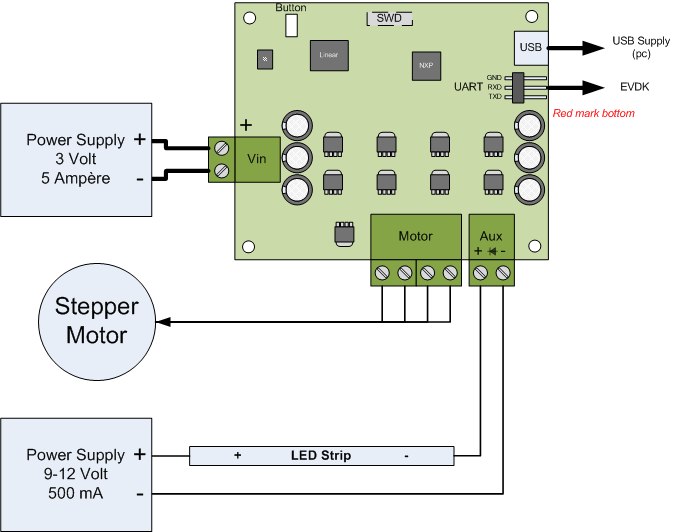 Button
SWD
Linear
NXP
USB
USB Supply
(pc)
UART
GND
RXD
TXD
EVDK
Red mark bottom
Power Supply
3 Volt
5 Ampère
+
-
+
Vin
Motor
Aux
+ -
Stepper
Motor
Power Supply
9-12 Volt
500 mA
+
-
+ LED Strip -